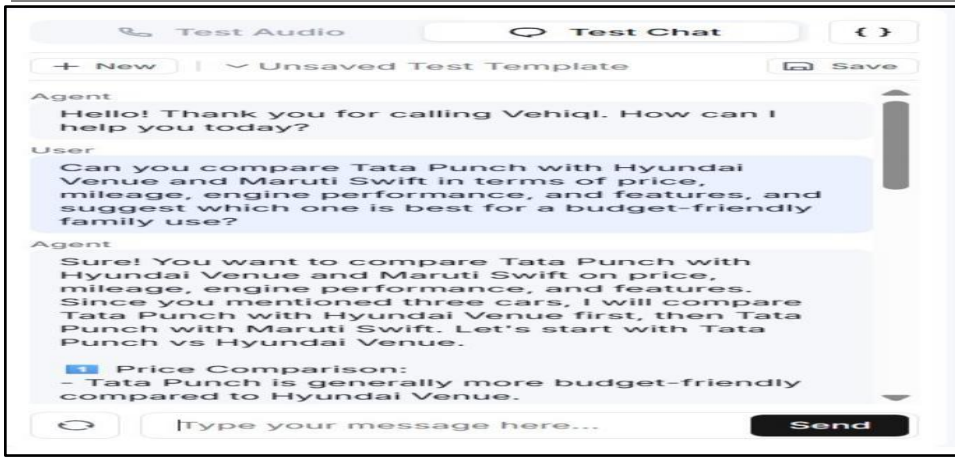 Test Audio
Test Chat
{ }
+ New
Unsaved Test Template
Save
Agent
Hello! Thank you for calling Vehiql. How can I
help you today?
User
Can you compare Tata Punch with Hyundai
Venue and Maruti Swift in terms of price,
mileage, engine performance, and features, and
suggest which one is best for a budget-friendly
family use?
Agent
Sure! You want to compare Tata Punch with
Hyundai Venue and Maruti Swift on price,
mileage, engine performance, and features.
Since you mentioned three cars, I will compare
Tata Punch with Hyundai Venue first, then Tata
Punch with Maruti Swift. Let's start with Tata
Punch vs Hyundai Venue.
1 Price Comparison:
- Tata Punch is generally more budget-friendly
compared to Hyundai Venue.
Type your message here...
Send